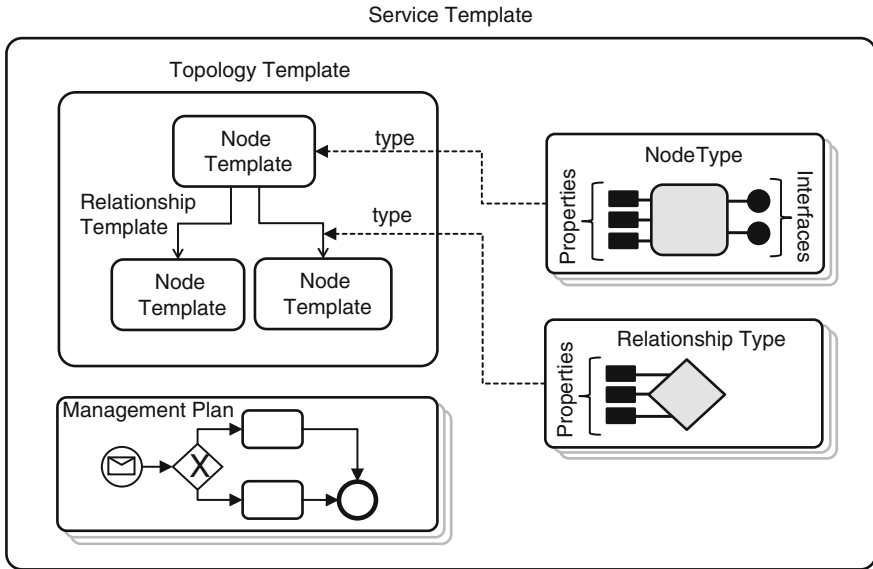 Service Template
Topology Template
Node
Template
type
Relationship
Template
type
Node
Template
Node
Template
NodeType
Properties
Interfaces
Relationship Type
Properties
Management Plan
X